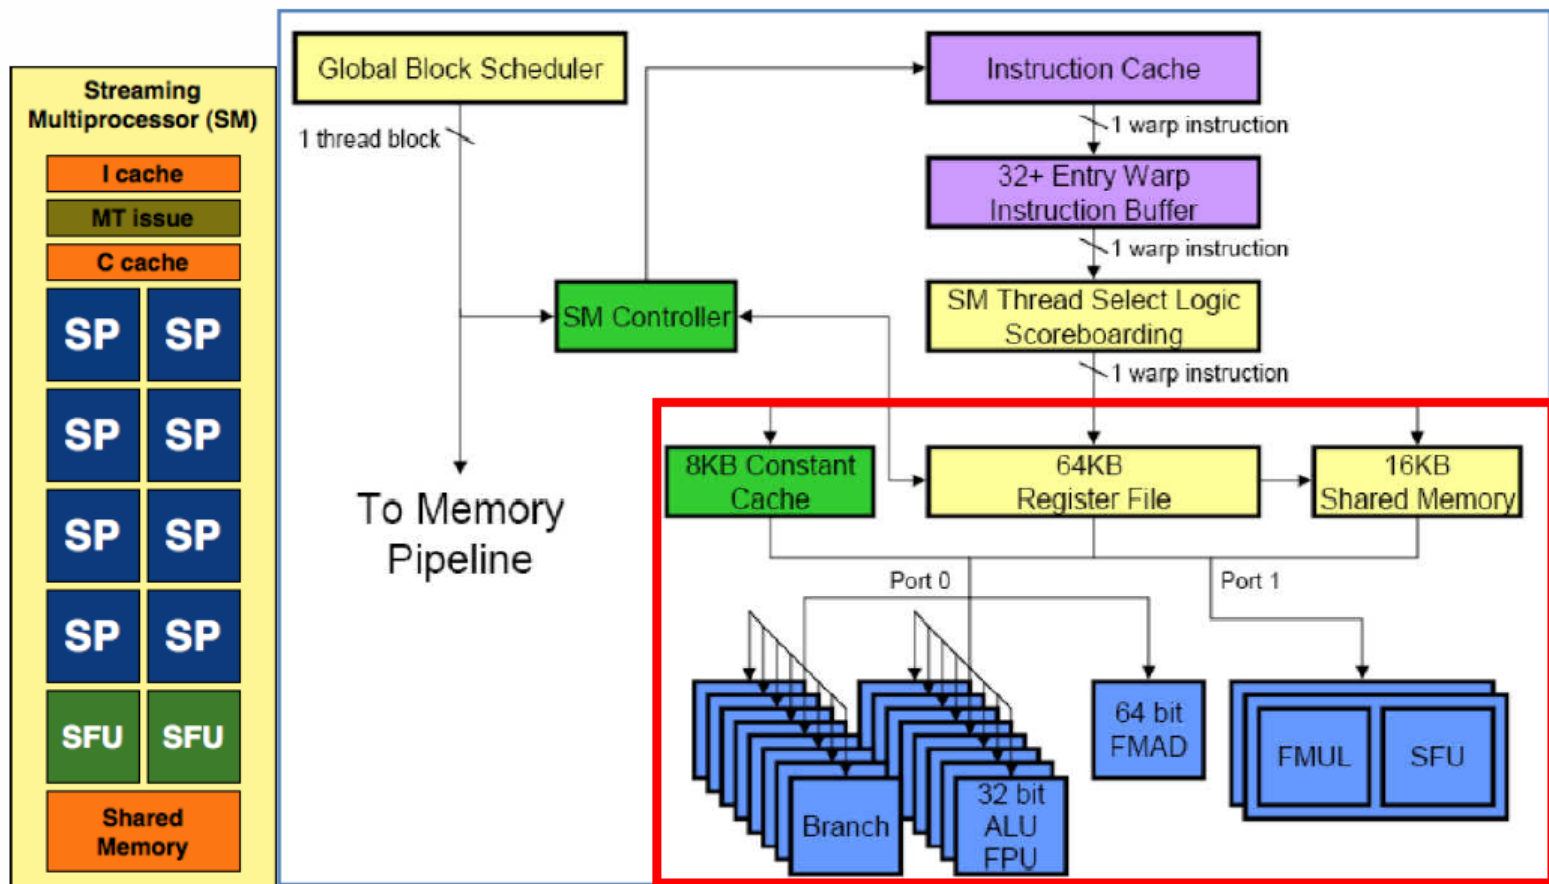 Streaming
Multiprocessor (SM)
I cache
MT issue
C cache
SP SP
SP SP
SP SP
SP SP
SFU SFU
Shared
Memory
Global Block Scheduler
1 thread block
Instruction Cache
1 warp instruction
32+ Entry Warp
Instruction Buffer
1 warp instruction
SM Controller
SM Thread Select Logic
Scoreboarding
1 warp instruction
To Memory
Pipeline
8KB Constant
Cache
64KB
Register File
16KB
Shared Memory
Port 0
Port 1
Branch
32 bit
ALU
FPU
64 bit
FMAD
FMUL
SFU